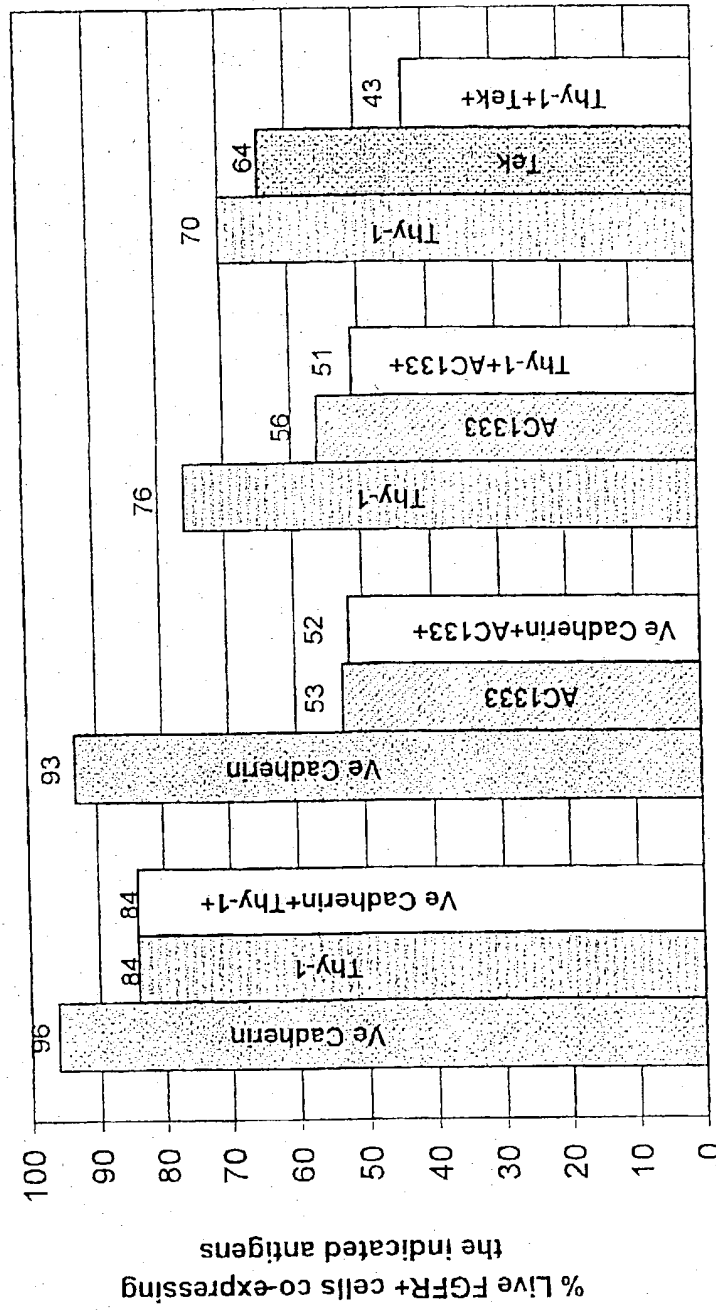 % Live FGFR+ cells co-expressing
the indicated antigens
100
90
80
70
60
50
40
30
20
10
0
96
Ve Cadherin
84
Thy-1
84
Ve Cadherin+Thy-1+
93
Ve Cadherin
53
AC1333
52
Ve Cadherin+AC133+
76
Thy-1
56
AC1333
51
Thy-1+AC133+
70
Thy-1
64
Tek
43
Thy-1+Tek+